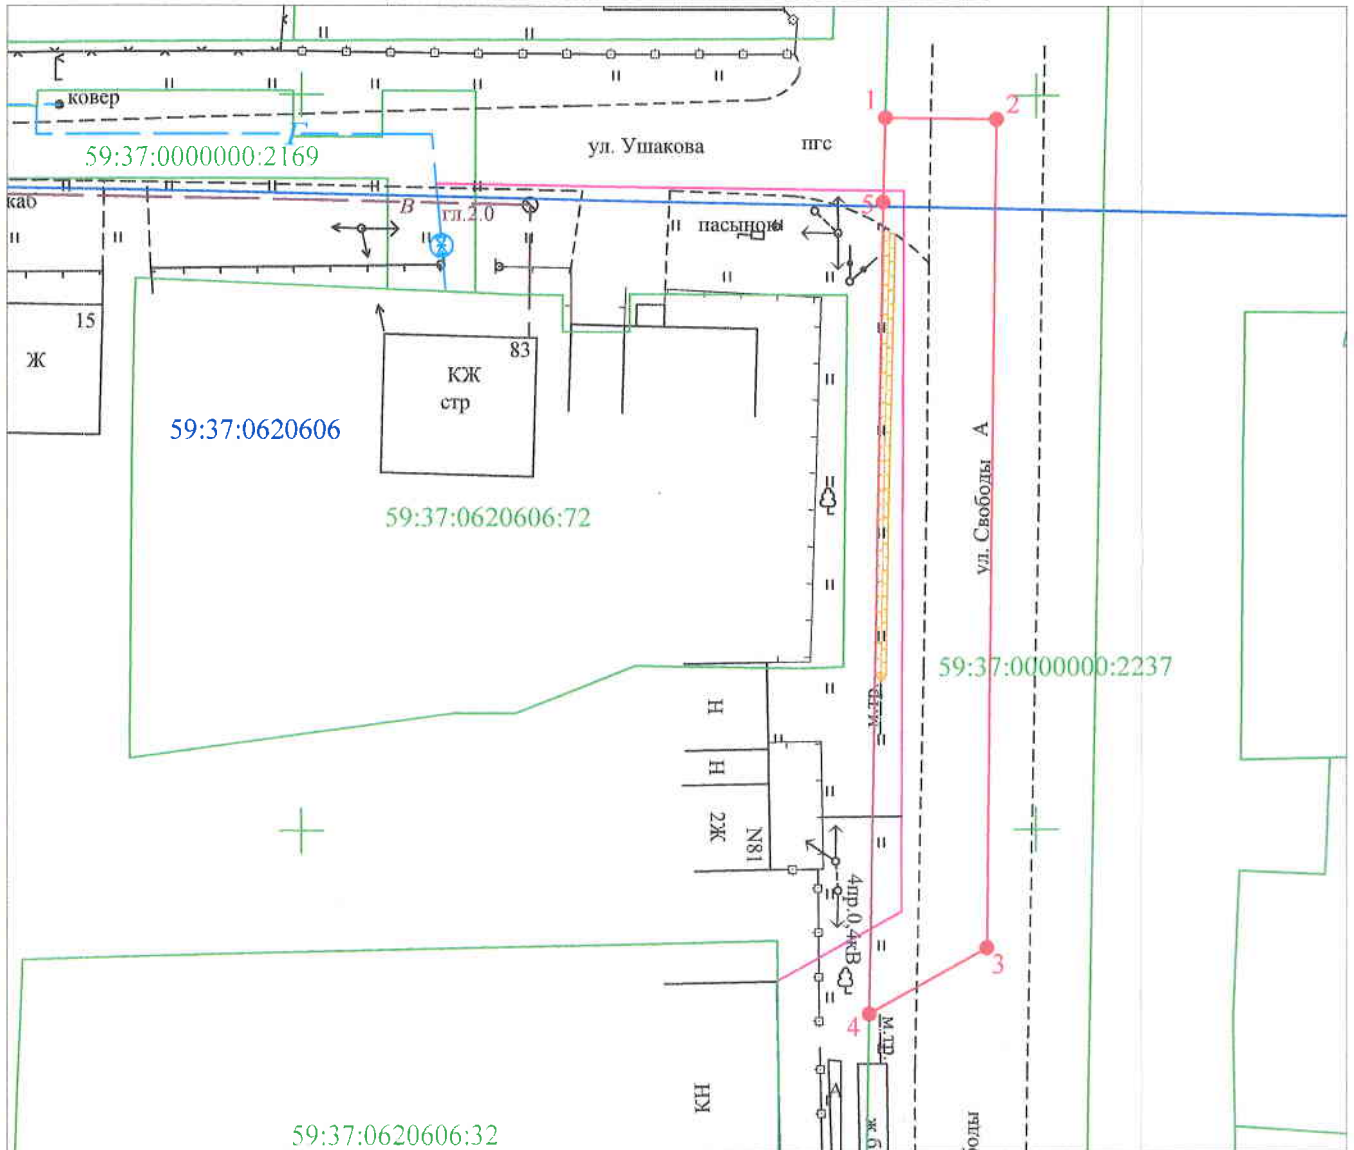 ковер
1
2
Г
ул. Ушакова
пгс
59:37:0000000:2169
каб
В
гл.2.0
5
пасынок
15
83
Ж
КЖ
стр
59:37:0620606
А
ул. Свободы
59:37:0620606:72
59:37:0000000:2237
м.тр.
Н
Н
2Ж
N81
4пр.0,4кВ
3
4
м.тр.
КН
А
ж.б
59:37:0620606:32
боды